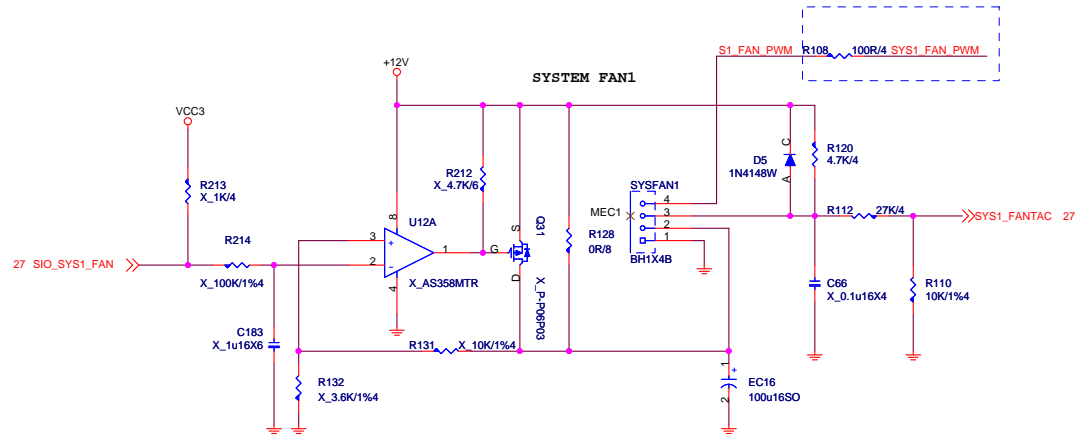 S1_FAN_PWM R108 100R/4 SYS1_FAN_PWM
+12V
SYSTEM FAN1
VCC3
R213
X_1K/4
R212
X_4.7K/6
D5
1N4148W
C
A
R120
4.7K/4
SYSFAN1
MEC1
4
3
2
1
BH1X4B
R112 27K/4
SYS1_FANTAC 27
U12A
8
3
+
2
-
1
4
X_AS358MTR
Q31
S
G
D
X_P-P06P03
R128
0R/8
27 SIO_SYS1_FAN
R214
X_100K/1%4
C183
X_1u16X6
R131 X_10K/1%4
R132
X_3.6K/1%4
C66
X_0.1u16X4
R110
10K/1%4
1
+
EC16
100u16SO
2